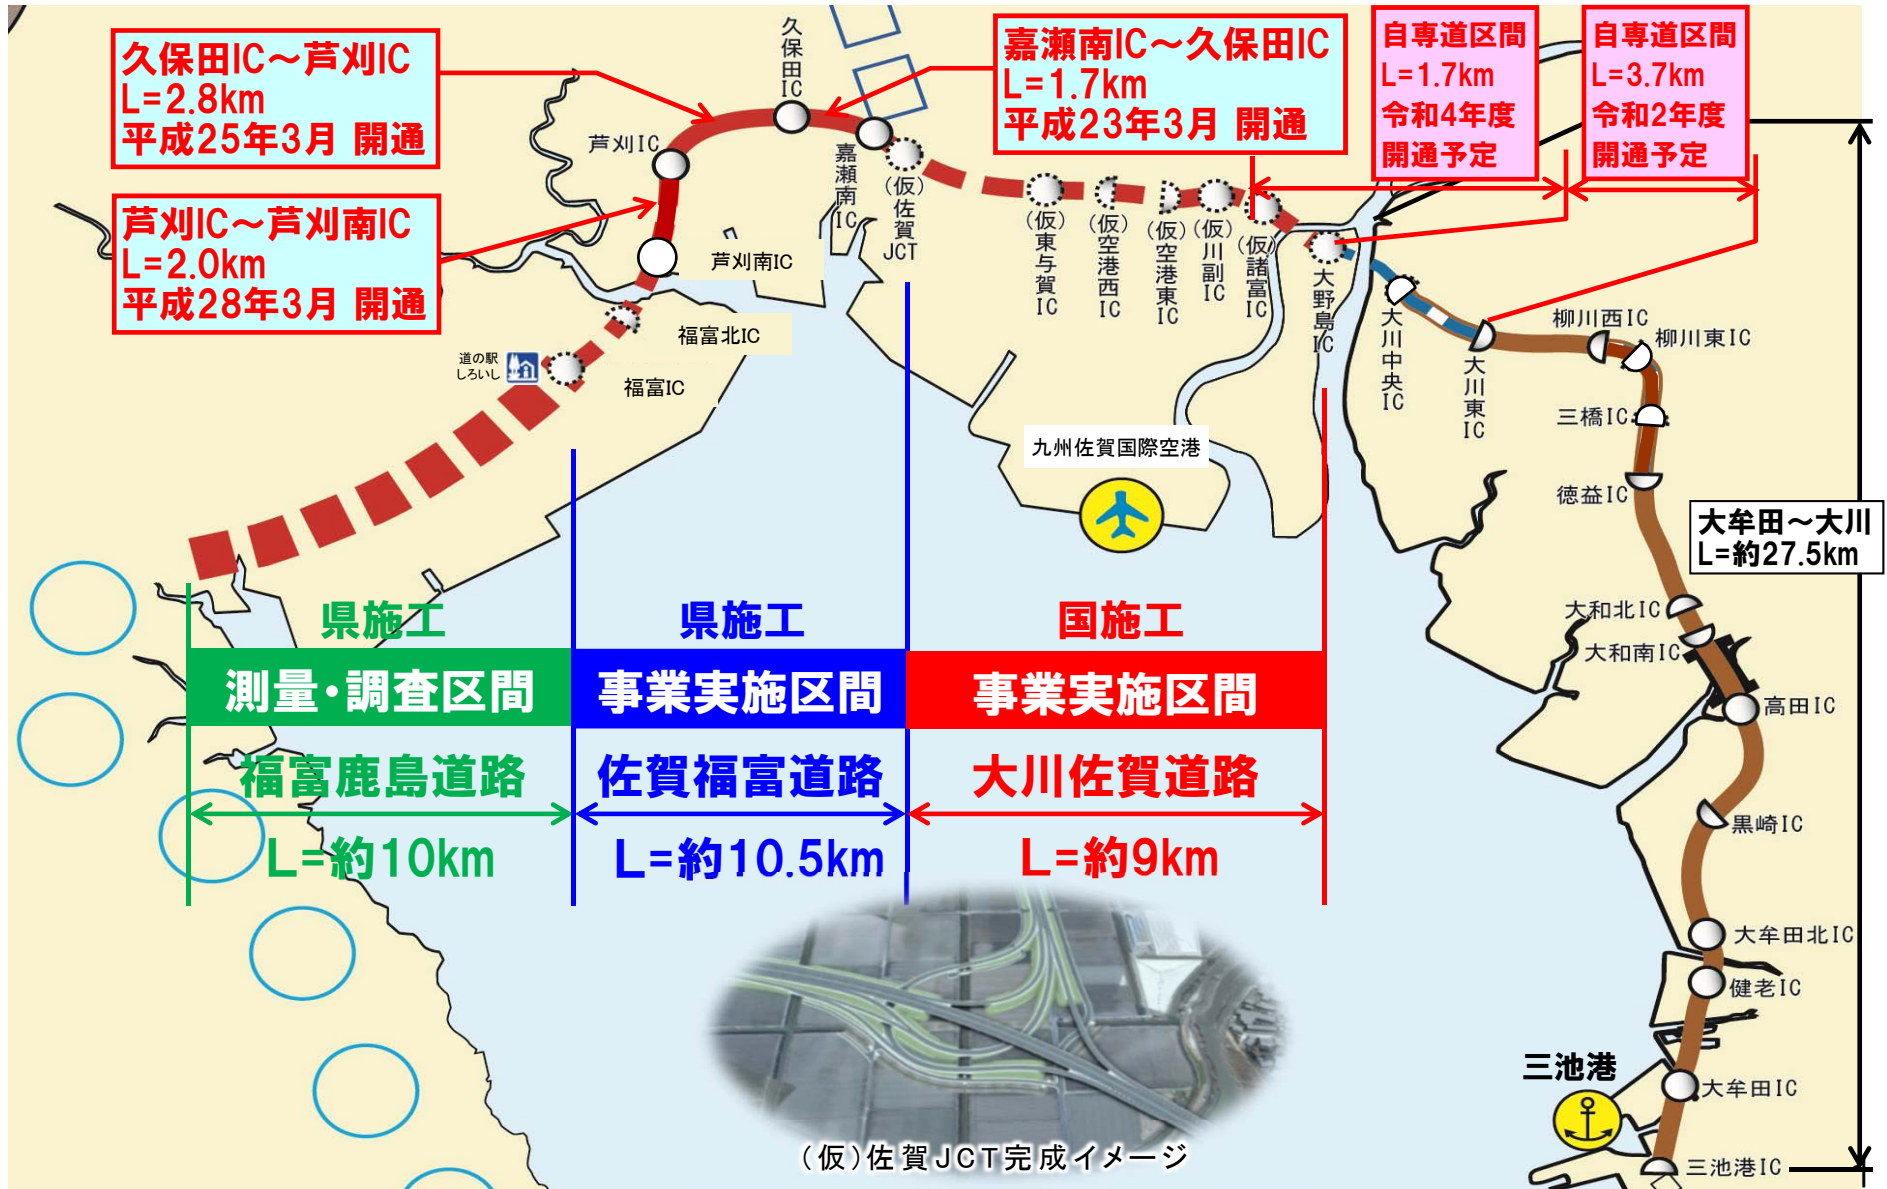 久保田IC～芦刈IC
L=2.8km
平成25年3月 開通
芦刈IC～芦刈南IC
L=2.0km
平成28年3月 開通
嘉瀬南IC～久保田IC
L=1.7km
平成23年3月 開通
自専道区間
L=1.7km
令和4年度
開通予定
自専道区間
L=3.7km
令和2年度
開通予定
久保田IC
芦刈IC
嘉瀬南IC
(仮)佐賀JCT
芦刈南IC
福富北IC
道の駅
しろいし
福富IC
(仮)東与賀IC
(仮)空港西IC
(仮)空港東IC
(仮)川副IC
(仮)諸富IC
大野島IC
大川中央IC
大川東IC
柳川西IC
柳川東IC
三橋IC
徳益IC
九州佐賀国際空港
大牟田～大川
L=約27.5km
大和北IC
大和南IC
高田IC
黒崎IC
大牟田北IC
健老IC
三池港
大牟田IC
三池港IC
県施工
測量・調査区間
福富鹿島道路
L=約10km
県施工
事業実施区間
佐賀福富道路
L=約10.5km
国施工
事業実施区間
大川佐賀道路
L=約9km
(仮)佐賀JCT完成イメージ